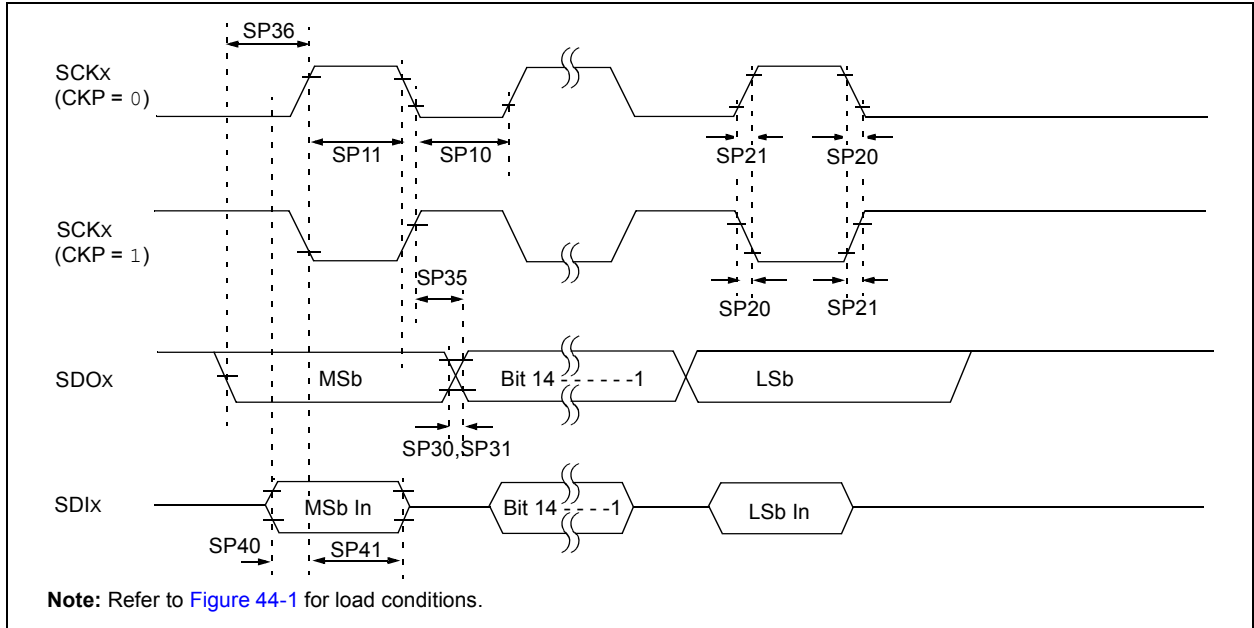 SP36
SCKx
(CKP = 0)
SP11
SP10
SP21
SP20
SCKx
(CKP = 1)
SP35
SP20
SP21
SDOx
MSb
Bit 14 - - - - - -1
LSb
SP30,SP31
SDIx
MSb In
Bit 14 - - - -1
LSb In
SP40
SP41
Note: Refer to Figure 44-1 for load conditions.